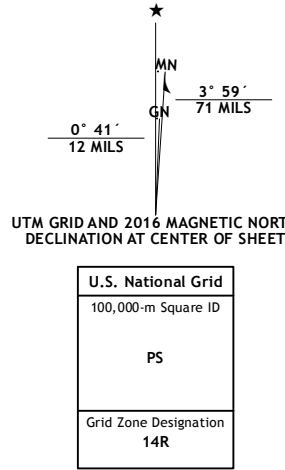 MN
3° 59´
71 MILS
GN
0° 41´
12 MILS
UTM GRID AND 2016 MAGNETIC NORT
DECLINATION AT CENTER OF SHEET
U.S. National Grid
100,000-m Square ID
PS
Grid Zone Designation
14R